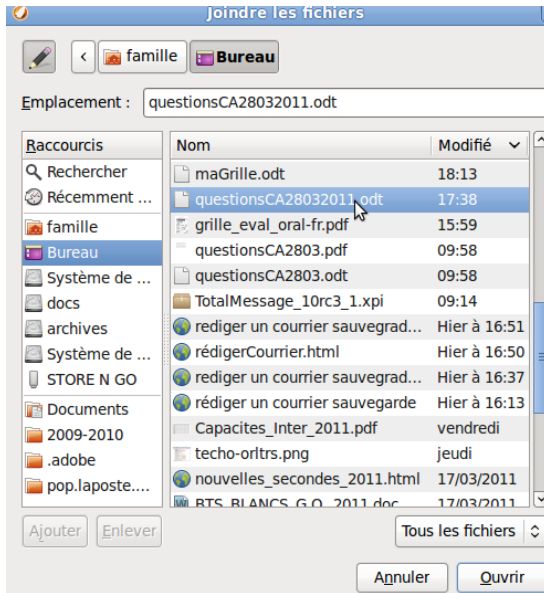 Joindre les fichiers
famille Bureau
Emplacement : questionsCA28032011.odt
Raccourcis Nom Modifié
Rechercher maGrille.odt 18:13
Récemment ... questionsCA28032011.odt 17:38
famille grille_eval_oral-fr.pdf 15:59
Bureau questionsCA2803.pdf 09:58
Système de ... questionsCA2803.odt 09:58
docs TotalMessage_10rc3_1.xpi 09:14
archives rediger un courrier sauvegrad... Hier à 16:51
Système de ... rédigerCourrier.html Hier à 16:50
STORE N GO rediger un courrier sauvegrad... Hier à 16:37
rédiger un courrier sauvegarde Hier à 16:13
Documents Capacites_Inter_2011.pdf vendredi
2009-2010 techo-orltrs.png jeudi
.adobe nouvelles_secondes_2011.html 17/03/2011
pop.laposte.... BTS_BLANCS_G.O._2011.doc 17/03/2011
Ajouter Enlever Tous les fichiers
Annuler Ouvrir